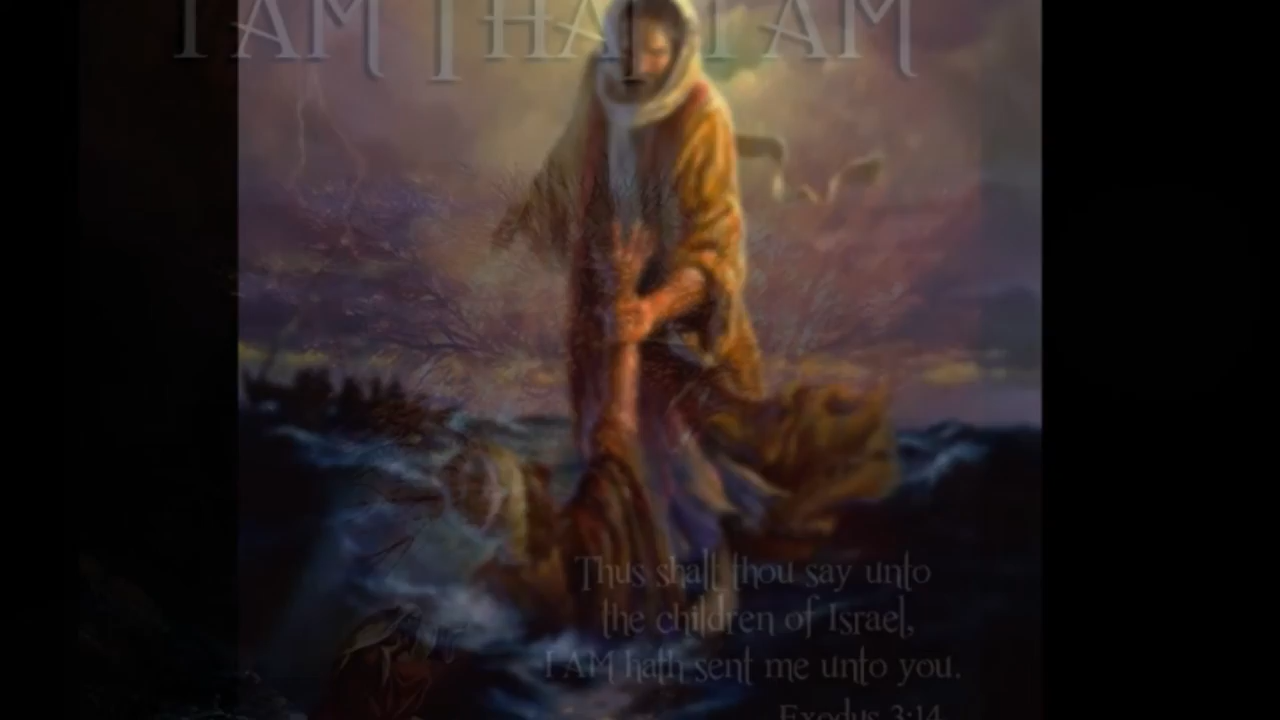 I AM THAT I AM
Thus shalt thou say unto
the children of Israel,
I AM hath sent me unto you.
Exodus 3:14